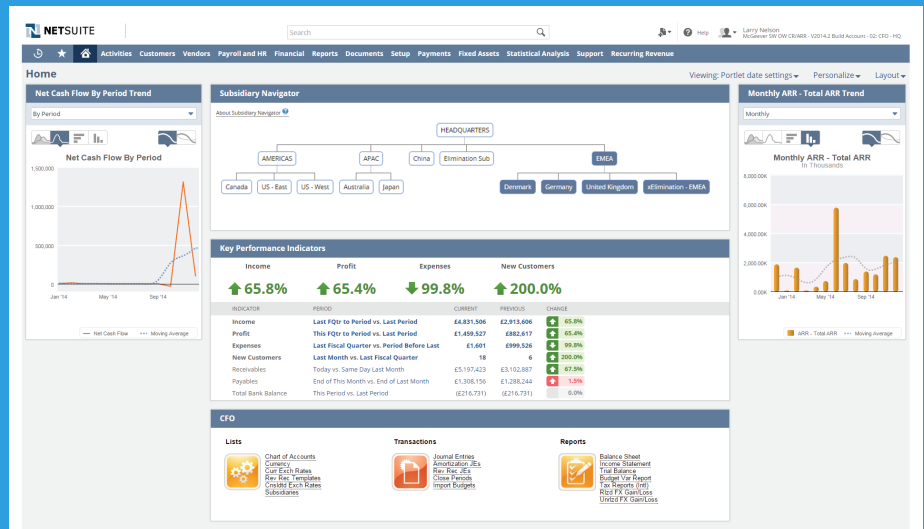 NETSUITE
Search
Help
Larry Nelson
McGeever SW OW CR/ARR - V2014.2 Build Account - 02: CFO - HQ
Activities Customers Vendors Payroll and HR Financial Reports Documents Setup Payments Fixed Assets Statistical Analysis Support Recurring Revenue
Home
Viewing: Portlet date settings Personalize Layout
Net Cash Flow By Period Trend
By Period
Net Cash Flow By Period
1,500,000
1,000,000
500,000
0
Jan '14 May '14 Sep '14
Net Cash Flow Moving Average
Subsidiary Navigator
About Subsidiary Navigator
HEADQUARTERS
AMERICAS APAC China Elimination Sub EMEA
Canada US - East US - West Australia Japan Denmark Germany United Kingdom xElimination - EMEA
Key Performance Indicators
Income Profit Expenses New Customers
65.8% 65.4% 99.8% 200.0%
INDICATOR PERIOD CURRENT PREVIOUS CHANGE
Income Last FQtr to Period vs. Last Period £4,831,506 £2,913,606 65.8%
Profit This FQtr to Period vs. Last Period £1,459,527 £882,617 65.4%
Expenses Last Fiscal Quarter vs. Period Before Last £1,601 £999,526 99.8%
New Customers Last Month vs. Last Fiscal Quarter 18 6 200.0%
Receivables Today vs. Same Day Last Month £5,197,423 £3,102,887 67.5%
Payables End of This Month vs. End of Last Month £1,308,156 £1,288,244 1.5%
Total Bank Balance This Period vs. Last Period (£216,731) (£216,731) 0.0%
CFO
Lists
Chart of Accounts
Currency
Curr Exch Rates
Rev Rec Templates
Cnsldtd Exch Rates
Subsidiaries
Transactions
Journal Entries
Amortization JEs
Rev Rec JEs
Close Periods
Import Budgets
Reports
Balance Sheet
Income Statement
Trial Balance
Budget Var Report
Tax Reports (Intl)
Rlzd FX Gain/Loss
Unrlzd FX Gain/Loss
Monthly ARR - Total ARR Trend
Monthly
Monthly ARR - Total ARR
In Thousands
8,000.00K
6,000.00K
4,000.00K
2,000.00K
0.00K
Jan '14 May '14 Sep '14
ARR - Total ARR Moving Average